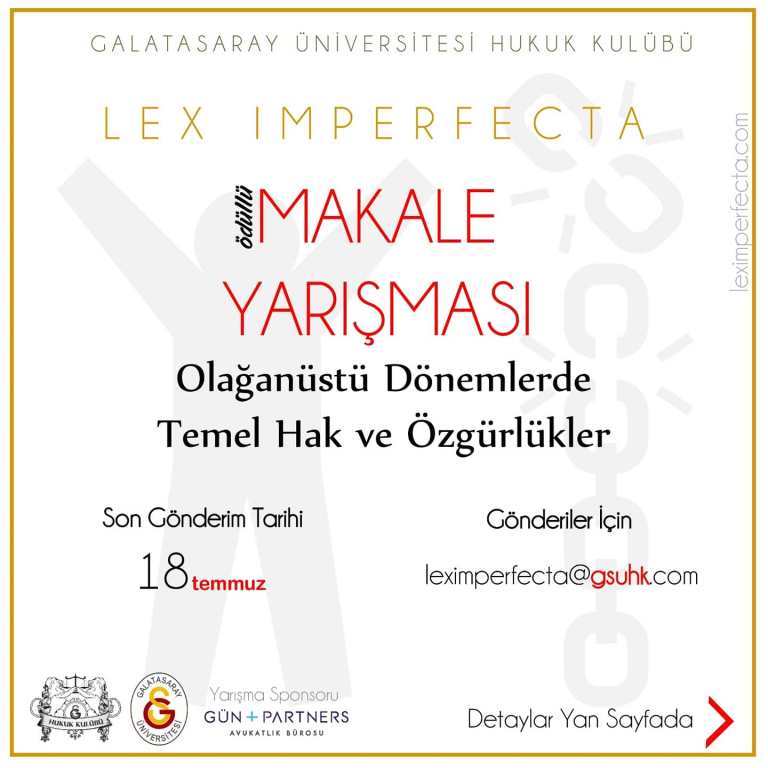 GALATASARAY ÜNİVERSİTESİ HUKUK KULÜBÜ
LEX IMPERFECTA
leximperfecta.com
ödüllü MAKALE
YARIŞMASI
Olağanüstü Dönemlerde
Temel Hak ve Özgürlükler
Son Gönderim Tarihi
18 temmuz
Gönderiler İçin
leximperfecta@gsuhk.com
HUKUK KULÜBÜ
GALATASARAY
ÜNİVERSİTESİ
Yarışma Sponsoru
GÜN + PARTNERS
AVUKATLIK BÜROSU
Detaylar Yan Sayfada